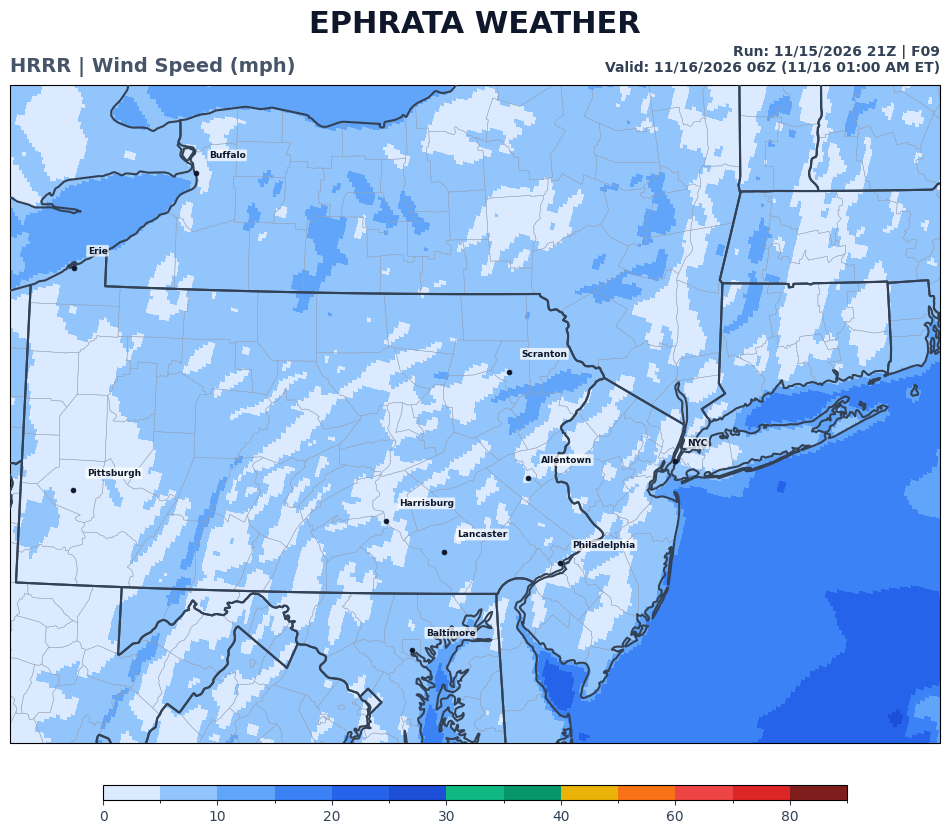 EPHRATA WEATHER
HRRR | Wind Speed (mph)
Run: 11/15/2026 21Z | F09
Valid: 11/16/2026 06Z (11/16 01:00 AM ET)
Buffalo
Erie
Scranton
NYC
Allentown
Pittsburgh
Harrisburg
Lancaster
Philadelphia
Baltimore
0 10 20 30 40 50 60 70 80